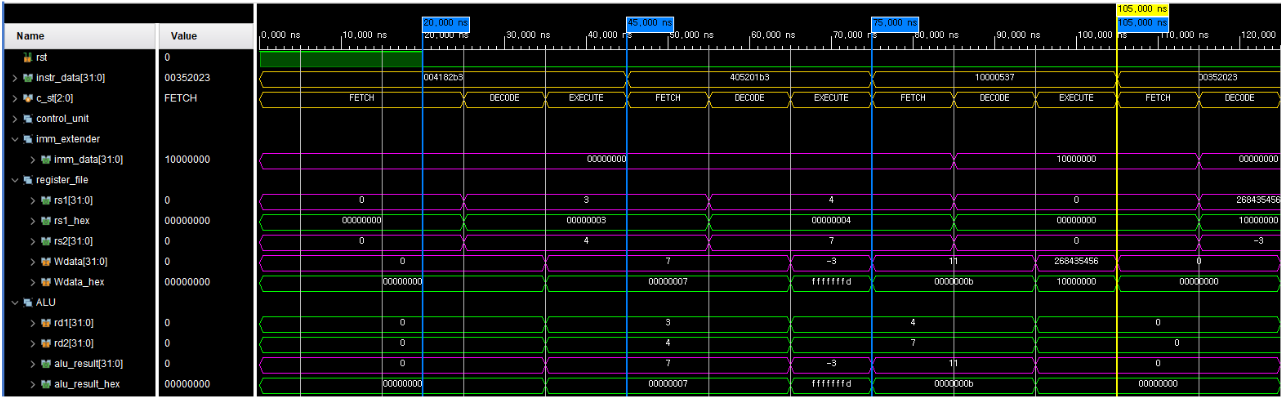 105,000 ns
20,000 ns 45,000 ns 75,000 ns 105,000 ns
Name Value 0,000 ns 10,000 ns 20,000 ns 30,000 ns 40,000 ns 50,000 ns 60,000 ns 70,000 ns 80,000 ns 90,000 ns 100,000 ns 110,000 ns 120,000
rst 0
instr_data[31:0] 00352023 004182b3 405201b3 10000537 00352023
c_st[2:0] FETCH FETCH DECODE EXECUTE FETCH DECODE EXECUTE FETCH DECODE EXECUTE FETCH DECODE
control_unit
imm_extender
imm_data[31:0] 10000000 00000000 10000000 00000000
register_file
rs1[31:0] 0 0 3 4 0 268435456
rs1_hex 00000000 00000000 00000003 00000004 00000000 10000000
rs2[31:0] 0 0 4 7 0 -3
Wdata[31:0] 0 0 7 -3 11 268435456 0
Wdata_hex 00000000 00000000 00000007 fffffffd 0000000b 10000000 00000000
ALU
rd1[31:0] 0 0 3 4 0
rd2[31:0] 0 0 4 7 0
alu_result[31:0] 0 0 7 -3 11 0
alu_result_hex 00000000 00000000 00000007 fffffffd 0000000b 00000000